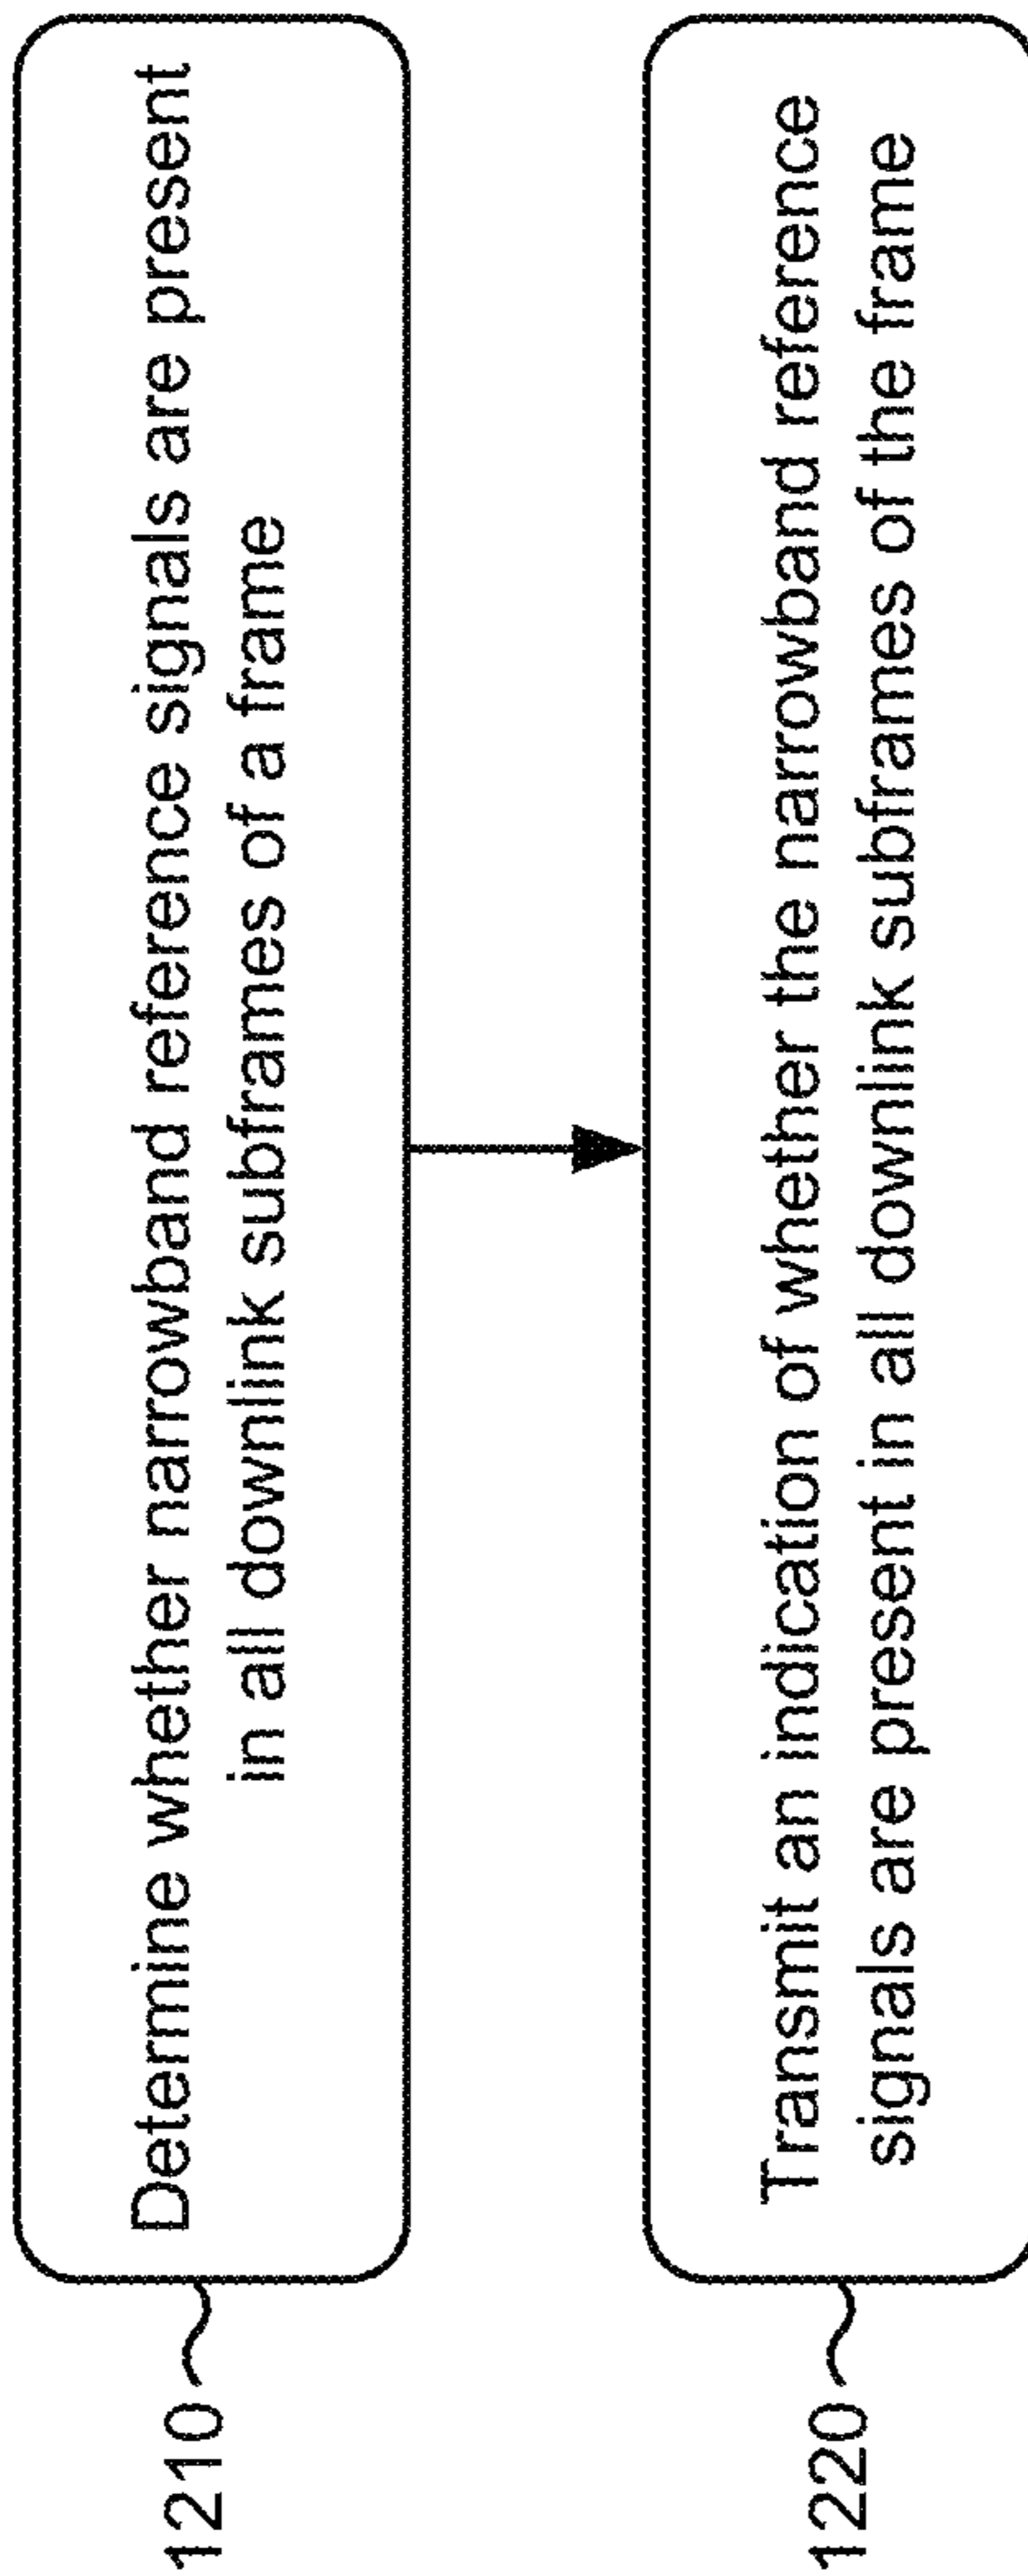 1210
Determine whether narrowband reference signals are present
in all downlink subframes of a frame
1220
Transmit an indication of whether the narrowband reference
signals are present in all downlink subframes of the frame